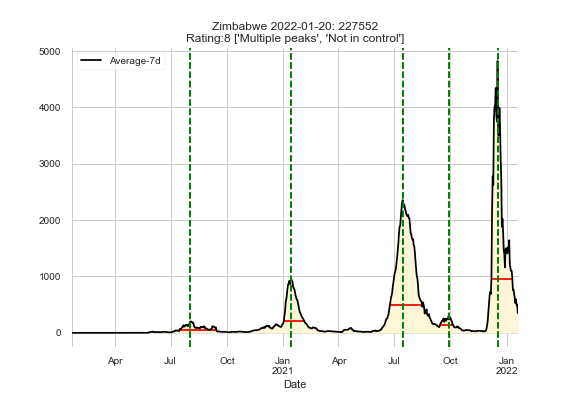 Zimbabwe 2022-01-20: 227552
Rating:8 ['Multiple peaks', 'Not in control']
Average-7d
5000
4000
3000
2000
1000
0
Apr
Jul
Oct
Jan
2021
Apr
Jul
Oct
Jan
2022
Date